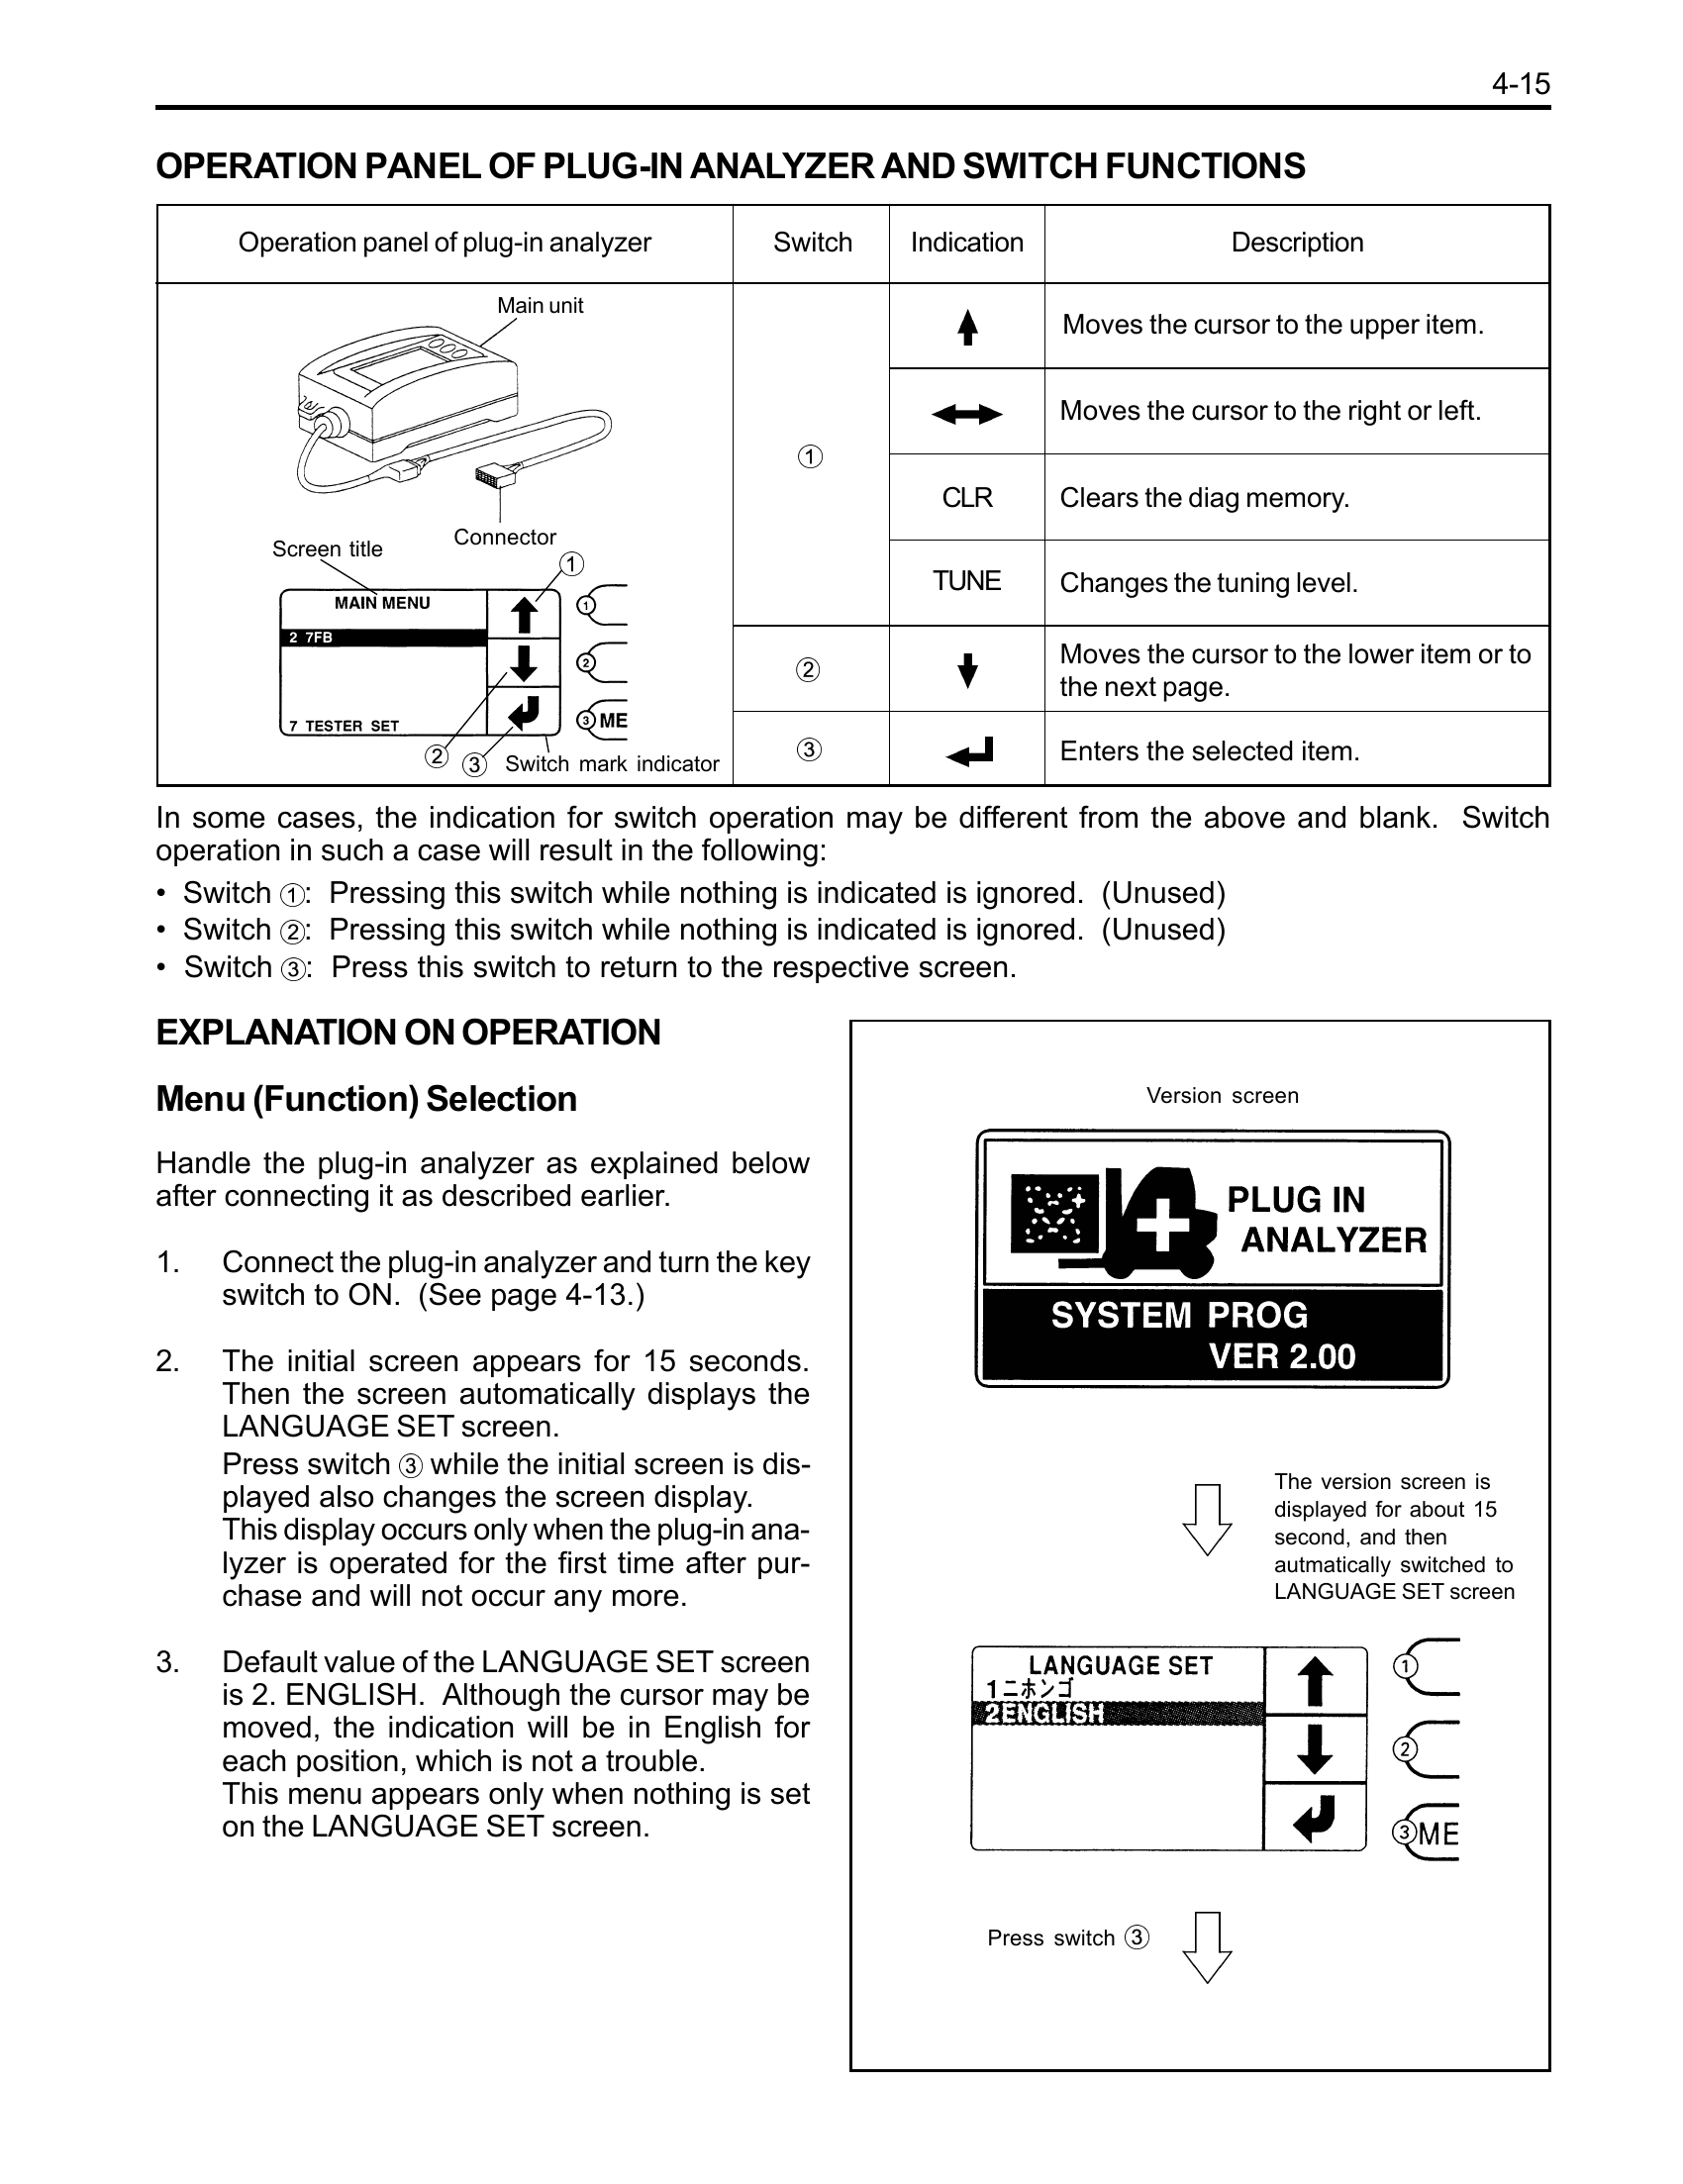 4-15
OPERATION PANEL OF PLUG-IN ANALYZER AND SWITCH FUNCTIONS
Operation panel of plug-in analyzer Switch Indication Description
Main unit
Connector
Screen title
①
MAIN MENU
2 7FB
7 TESTER SET
①
②
③ ME
②
③
Switch mark indicator
①
Moves the cursor to the upper item.
Moves the cursor to the right or left.
CLR Clears the diag memory.
TUNE Changes the tuning level.
②
Moves the cursor to the lower item or to
the next page.
③
Enters the selected item.
In some cases, the indication for switch operation may be different from the above and blank. Switch
operation in such a case will result in the following:
• Switch ①: Pressing this switch while nothing is indicated is ignored. (Unused)
• Switch ②: Pressing this switch while nothing is indicated is ignored. (Unused)
• Switch ③: Press this switch to return to the respective screen.
EXPLANATION ON OPERATION
Menu (Function) Selection
Handle the plug-in analyzer as explained below
after connecting it as described earlier.
1. Connect the plug-in analyzer and turn the key
switch to ON. (See page 4-13.)
2. The initial screen appears for 15 seconds.
Then the screen automatically displays the
LANGUAGE SET screen.
Press switch ③ while the initial screen is dis-
played also changes the screen display.
This display occurs only when the plug-in ana-
lyzer is operated for the first time after pur-
chase and will not occur any more.
3. Default value of the LANGUAGE SET screen
is 2. ENGLISH. Although the cursor may be
moved, the indication will be in English for
each position, which is not a trouble.
This menu appears only when nothing is set
on the LANGUAGE SET screen.
Version screen
PLUG IN
ANALYZER
SYSTEM PROG
VER 2.00
The version screen is
displayed for about 15
second, and then
autmatically switched to
LANGUAGE SET screen
LANGUAGE SET
1ニホンゴ
2ENGLISH
①
②
③ME
Press switch ③